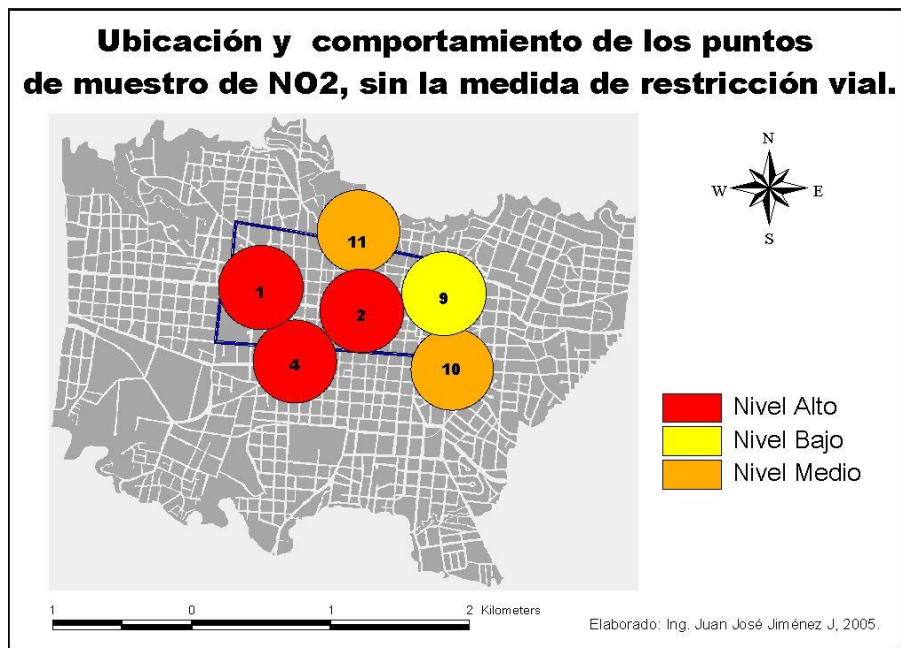 Ubicación y comportamiento de los puntos
de muestro de NO2, sin la medida de restricción vial.
N
W E
S
11
1
9
2
4
10
Nivel Alto
Nivel Bajo
Nivel Medio
1 0 1 2 Kilometers
Elaborado: Ing. Juan José Jiménez J, 2005.